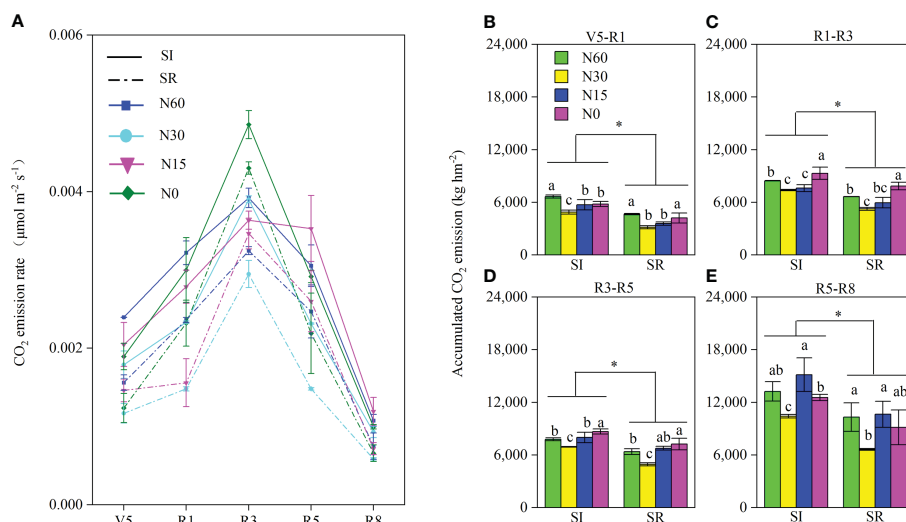 A
0.006
0.004
0.002
0.000
CO2 emission rate (μmol m-2 s-1)
SI
SR
N60
N30
N15
N0
V5
R1
R3
R5
R8
Accumulated CO2 emission (kg hm-2)
B
V5-R1
24,000
18,000
12,000
6,000
0
N60
N30
N15
N0
*
a
c
b
b
a
b
b
a
SI
SR
C
R1-R3
24,000
18,000
12,000
6,000
0
*
b
c
c
a
b
c
bc
a
SI
SR
D
R3-R5
24,000
18,000
12,000
6,000
0
*
b
c
b
a
b
c
ab
a
SI
SR
E
R5-R8
24,000
18,000
12,000
6,000
0
*
ab
c
a
b
a
b
a
ab
SI
SR